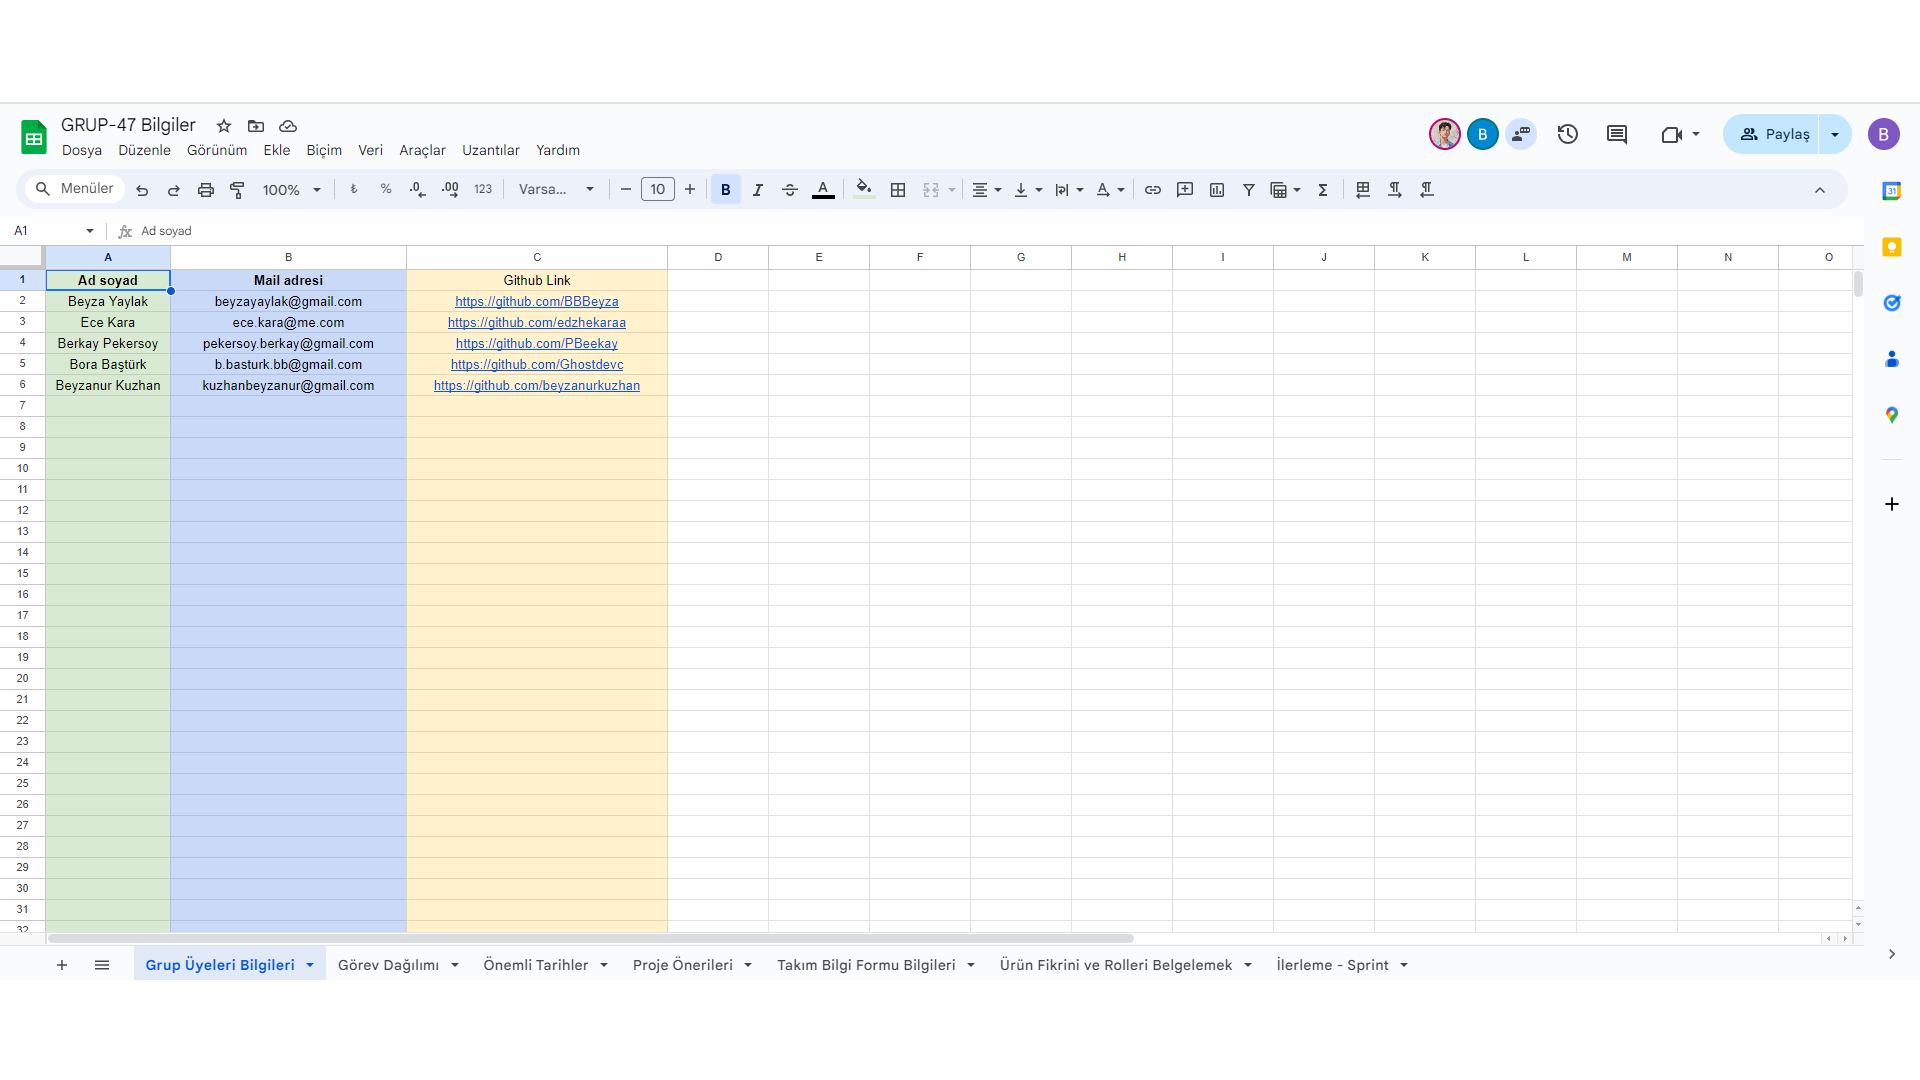 GRUP-47 Bilgiler
Dosya Düzenle Görünüm Ekle Biçim Veri Araçlar Uzantılar Yardım
B
Paylaş
B
Menüler
100%
₺ % .0 .00 123
Varsa...
10
B I A
31
A1
fx Ad soyad
A B C D E F G H I J K L M N O
1 Ad soyad Mail adresi Github Link
2 Beyza Yaylak beyzayaylak@gmail.com https://github.com/BBBeyza
3 Ece Kara ece.kara@me.com https://github.com/edzhekaraa
4 Berkay Pekersoy pekersoy.berkay@gmail.com https://github.com/PBeekay
5 Bora Baştürk b.basturk.bb@gmail.com https://github.com/Ghostdevc
6 Beyzanur Kuzhan kuzhanbeyzanur@gmail.com https://github.com/beyzanurkuzhan
7
8
9
10
11
12
13
14
15
16
17
18
19
20
21
22
23
24
25
26
27
28
29
30
31
32
Grup Üyeleri Bilgileri Görev Dağılımı Önemli Tarihler Proje Önerileri Takım Bilgi Formu Bilgileri Ürün Fikrini ve Rolleri Belgelemek İlerleme - Sprint